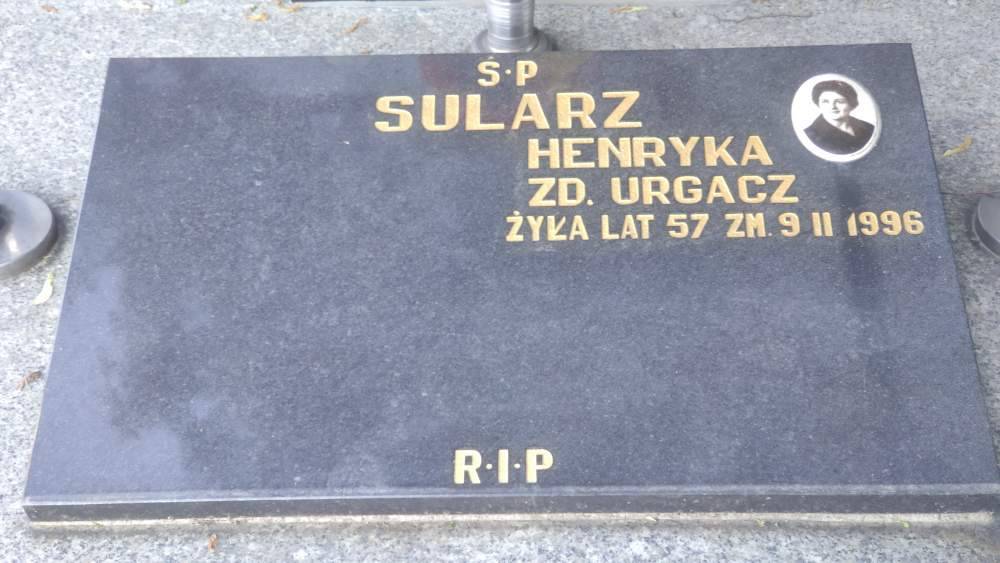 Ś·P
SULARZ
HENRYKA
ZD. URGACZ
ŻYŁA LAT 57 ZM. 9 II 1996
R·I·P